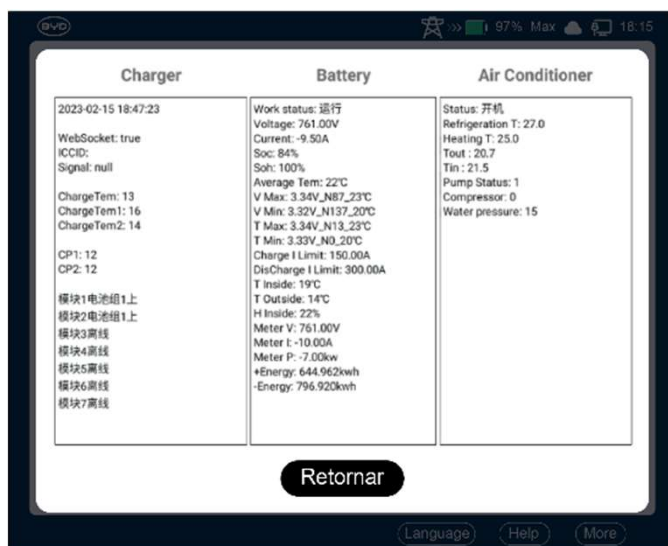 BYD
97% Max
18:15
Charger
2023-02-15 18:47:23
WebSocket: true
ICCID:
Signal: null
ChargeTem: 13
ChargeTem1: 16
ChargeTem2: 14
CP1: 12
CP2: 12
模块1电池组1上
模块2电池组1上
模块3离线
模块4离线
模块5离线
模块6离线
模块7离线
Battery
Work status: 运行
Voltage: 761.00V
Current: -9.50A
Soc: 84%
Soh: 100%
Average Tem: 22℃
V Max: 3.34V_N87_23℃
V Min: 3.32V_N137_20℃
T Max: 3.34V_N13_23℃
T Min: 3.33V_N0_20℃
Charge I Limit: 150.00A
DisCharge I Limit: 300.00A
T Inside: 19℃
T Outside: 14℃
H Inside: 22%
Meter V: 761.00V
Meter I: -10.00A
Meter P: -7.00kw
+Energy: 644.962kwh
-Energy: 796.920kwh
Air Conditioner
Status: 开机
Refrigeration T: 27.0
Heating T: 25.0
Tout : 20.7
Tin : 21.5
Pump Status: 1
Compressor: 0
Water pressure: 15
Retornar
Language
Help
More